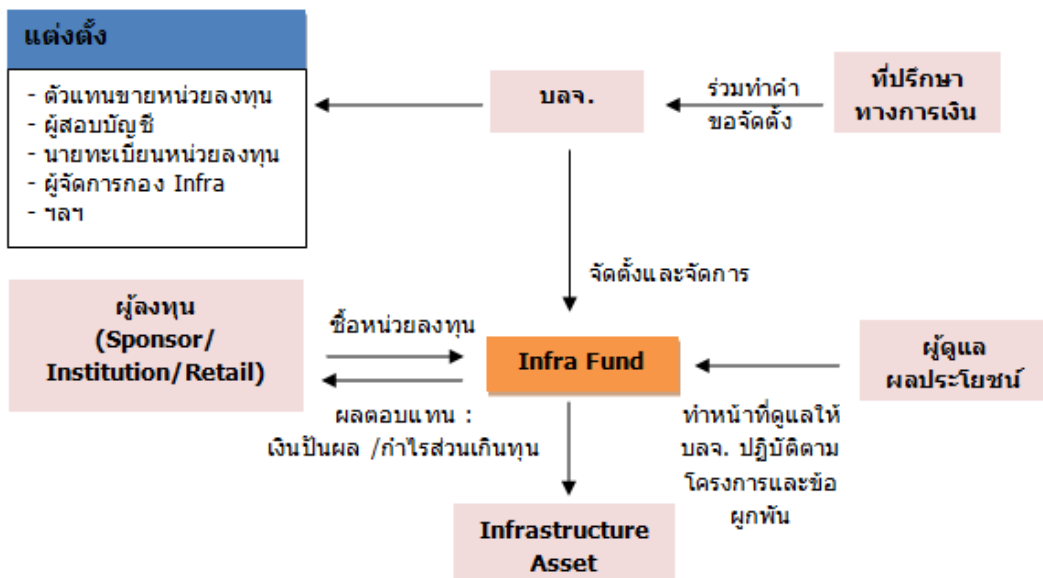 แต่งตั้ง
- ตัวแทนขายหน่วยลงทุน
- ผู้สอบบัญชี
- นายทะเบียนหน่วยลงทุน
- ผู้จัดการกอง Infra
- ฯลฯ
บลจ.
ร่วมทำคำ
ขอจัดตั้ง
ที่ปรึกษา
ทางการเงิน
จัดตั้งและจัดการ
ผู้ลงทุน
(Sponsor/
Institution/Retail)
ซื้อหน่วยลงทุน
ผลตอบแทน :
เงินปันผล /กำไรส่วนเกินทุน
Infra Fund
ผู้ดูแล
ผลประโยชน์
ทำหน้าที่ดูแลให้
บลจ. ปฏิบัติตาม
โครงการและข้อ
ผูกพัน
Infrastructure
Asset